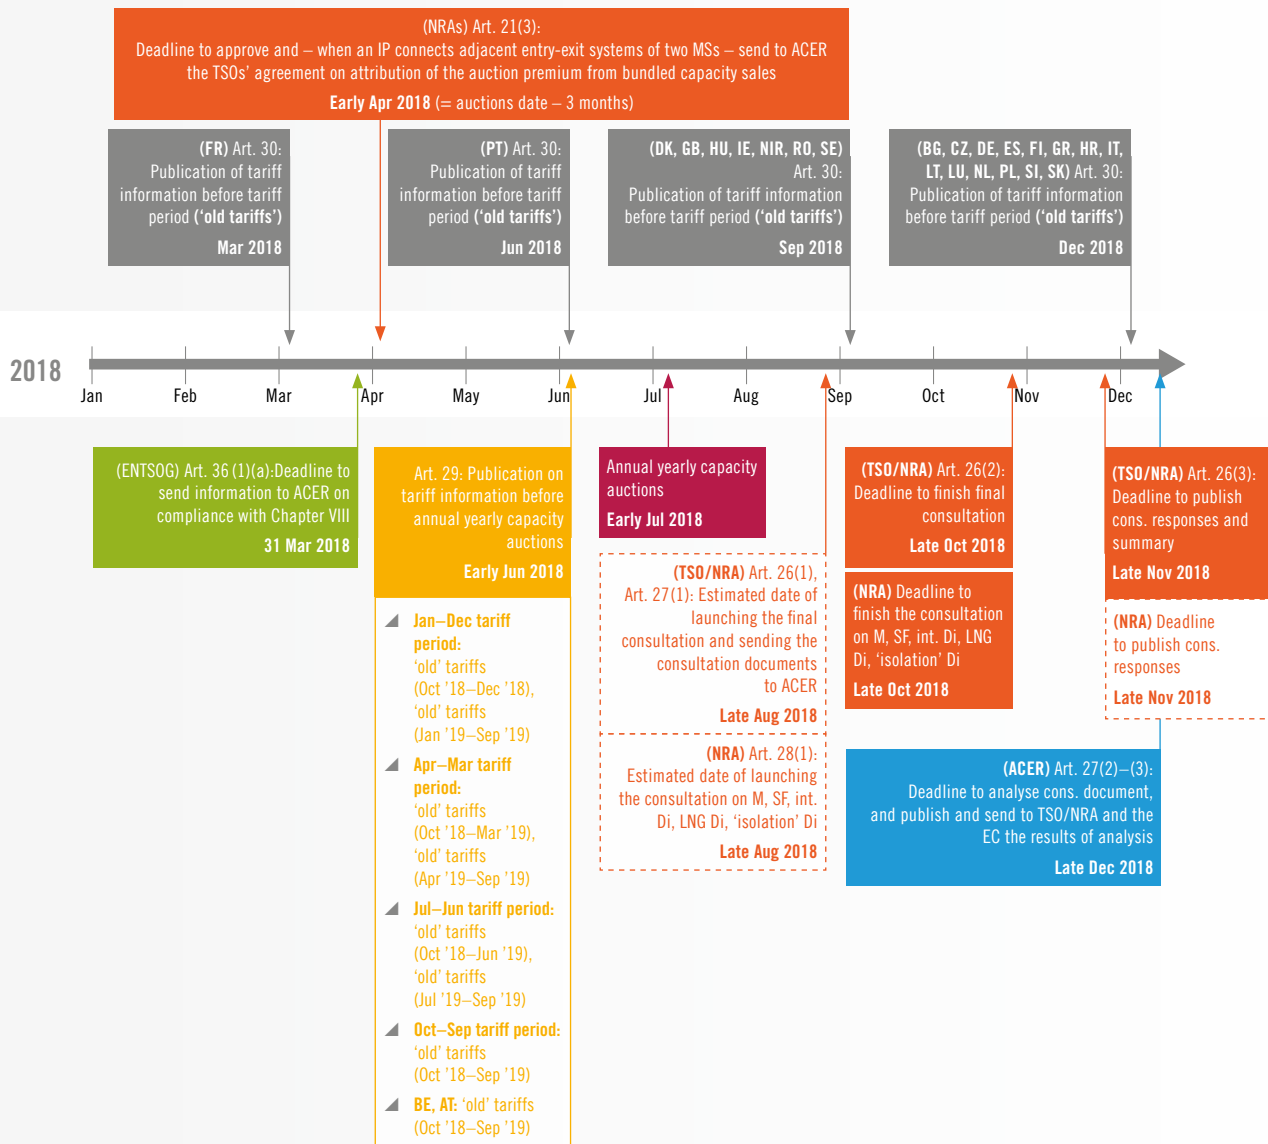 (NRAs) Art. 21(3):
Deadline to approve and – when an IP connects adjacent entry-exit systems of two MSs – send to ACER
the TSOs’ agreement on attribution of the auction premium from bundled capacity sales
Early Apr 2018 (= auctions date – 3 months)
(FR) Art. 30:
Publication of tariff
information before tariff
period (‘old tariffs’)
Mar 2018
(PT) Art. 30:
Publication of tariff
information before tariff
period (‘old tariffs’)
Jun 2018
(DK, GB, HU, IE, NIR, RO, SE)
Art. 30:
Publication of tariff information
before tariff period (‘old tariffs’)
Sep 2018
(BG, CZ, DE, ES, FI, GR, HR, IT,
LT, LU, NL, PL, SI, SK) Art. 30:
Publication of tariff information
before tariff period (‘old tariffs’)
Dec 2018
2018
Jan Feb Mar Apr May Jun Jul Aug Sep Oct Nov Dec
(ENTSOG) Art. 36 (1)(a):Deadline to
send information to ACER on
compliance with Chapter VIII
31 Mar 2018
Art. 29: Publication on
tariff information before
annual yearly capacity
auctions
Early Jun 2018
Jan–Dec tariff
period:
‘old’ tariffs
(Oct ’18–Dec ’18),
‘old’ tariffs
(Jan ’19–Sep ’19)
Apr–Mar tariff
period:
‘old’ tariffs
(Oct ’18–Mar ’19),
‘old’ tariffs
(Apr ’19–Sep ’19)
Jul–Jun tariff period:
‘old’ tariffs
(Oct ’18–Jun ’19),
‘old’ tariffs
(Jul ’19–Sep ’19)
Oct–Sep tariff period:
‘old’ tariffs
(Oct ’18–Sep ’19)
BE, AT: ‘old’ tariffs
(Oct ’18–Sep ’19)
Annual yearly capacity
auctions
Early Jul 2018
(TSO/NRA) Art. 26(1),
Art. 27(1): Estimated date of
launching the final
consultation and sending the
consultation documents
to ACER
Late Aug 2018
(NRA) Art. 28(1):
Estimated date of launching
the consultation on M, SF, int.
Di, LNG Di, ‘isolation’ Di
Late Aug 2018
(TSO/NRA) Art. 26(2):
Deadline to finish final
consultation
Late Oct 2018
(NRA) Deadline to
finish the consultation
on M, SF, int. Di, LNG
Di, ‘isolation’ Di
Late Oct 2018
(TSO/NRA) Art. 26(3):
Deadline to publish
cons. responses and
summary
Late Nov 2018
(NRA) Deadline
to publish cons.
responses
Late Nov 2018
(ACER) Art. 27(2)–(3):
Deadline to analyse cons. document,
and publish and send to TSO/NRA and the
EC the results of analysis
Late Dec 2018